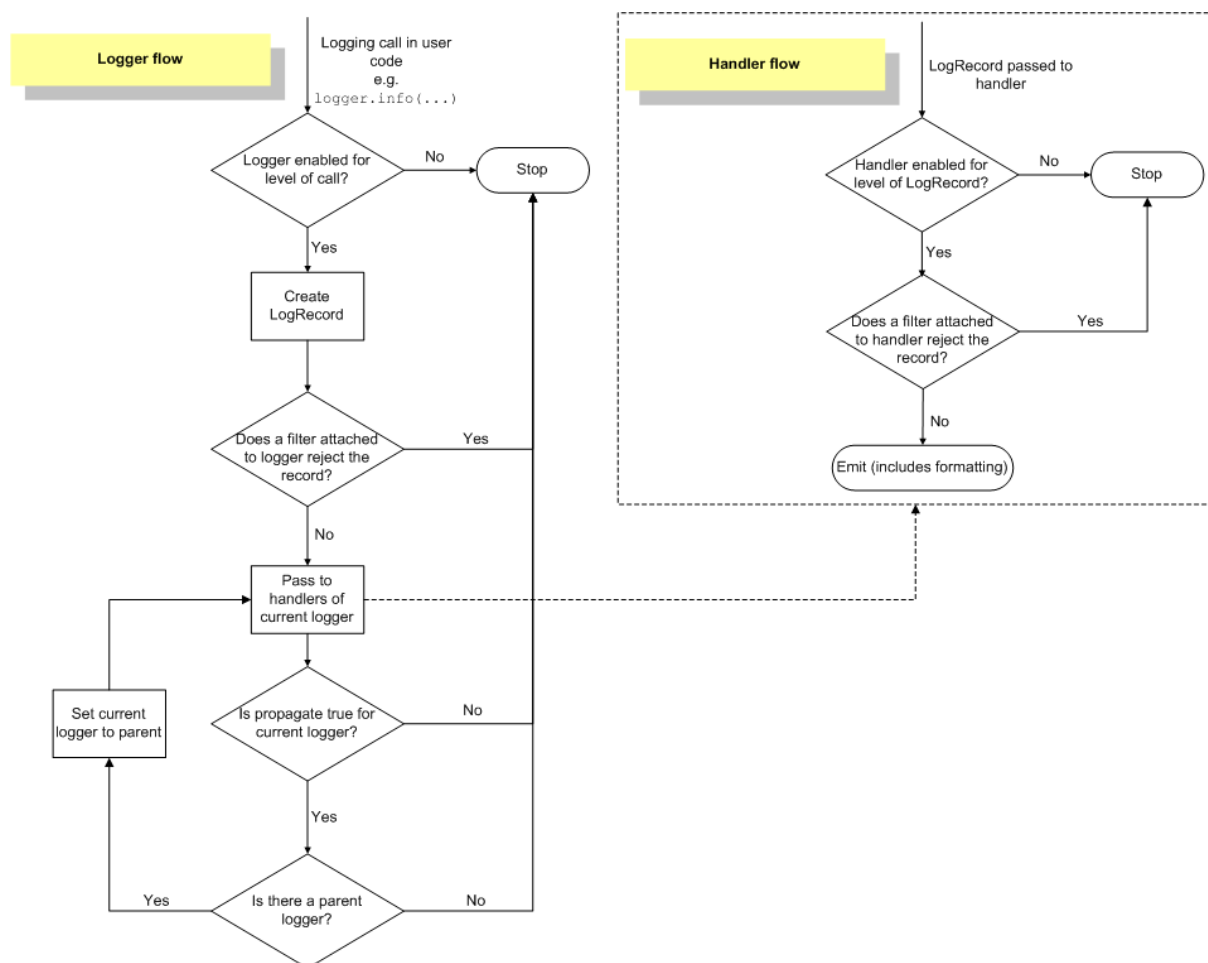 Logger flow
Logging call in user
code
e.g.
logger.info(...)
Logger enabled for
level of call?
No
Stop
Yes
Create
LogRecord
Does a filter attached
to logger reject the
record?
Yes
No
Pass to
handlers of
current logger
Set current
logger to parent
Is propagate true for
current logger?
No
Yes
Is there a parent
logger?
Yes
No
Handler flow
LogRecord passed to
handler
Handler enabled for
level of LogRecord?
No
Stop
Yes
Does a filter attached
to handler reject the
record?
Yes
No
Emit (includes formatting)